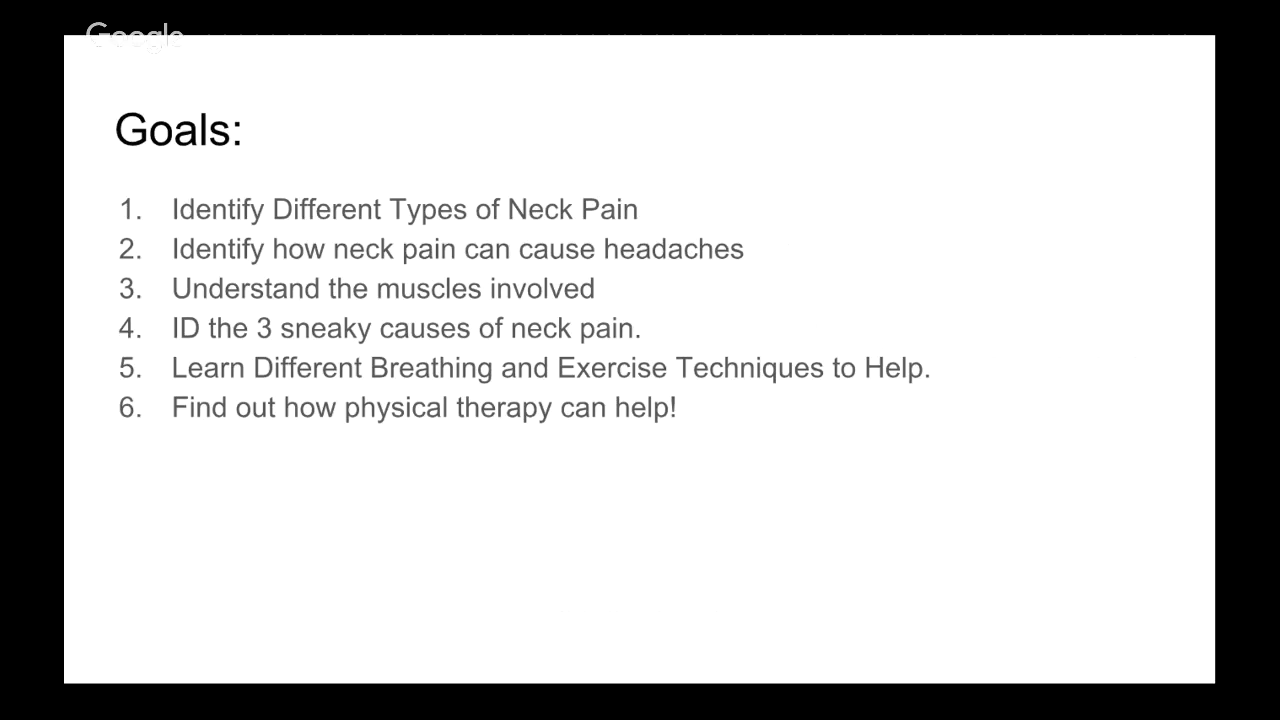 Google
Goals:
1. Identify Different Types of Neck Pain
2. Identify how neck pain can cause headaches
3. Understand the muscles involved
4. ID the 3 sneaky causes of neck pain.
5. Learn Different Breathing and Exercise Techniques to Help.
6. Find out how physical therapy can help!